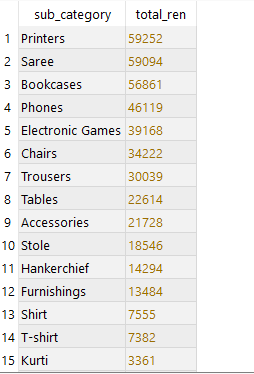 sub_category total_ren
1 Printers 59252
2 Saree 59094
3 Bookcases 56861
4 Phones 46119
5 Electronic Games 39168
6 Chairs 34222
7 Trousers 30039
8 Tables 22614
9 Accessories 21728
10 Stole 18546
11 Hankerchief 14294
12 Furnishings 13484
13 Shirt 7555
14 T-shirt 7382
15 Kurti 3361